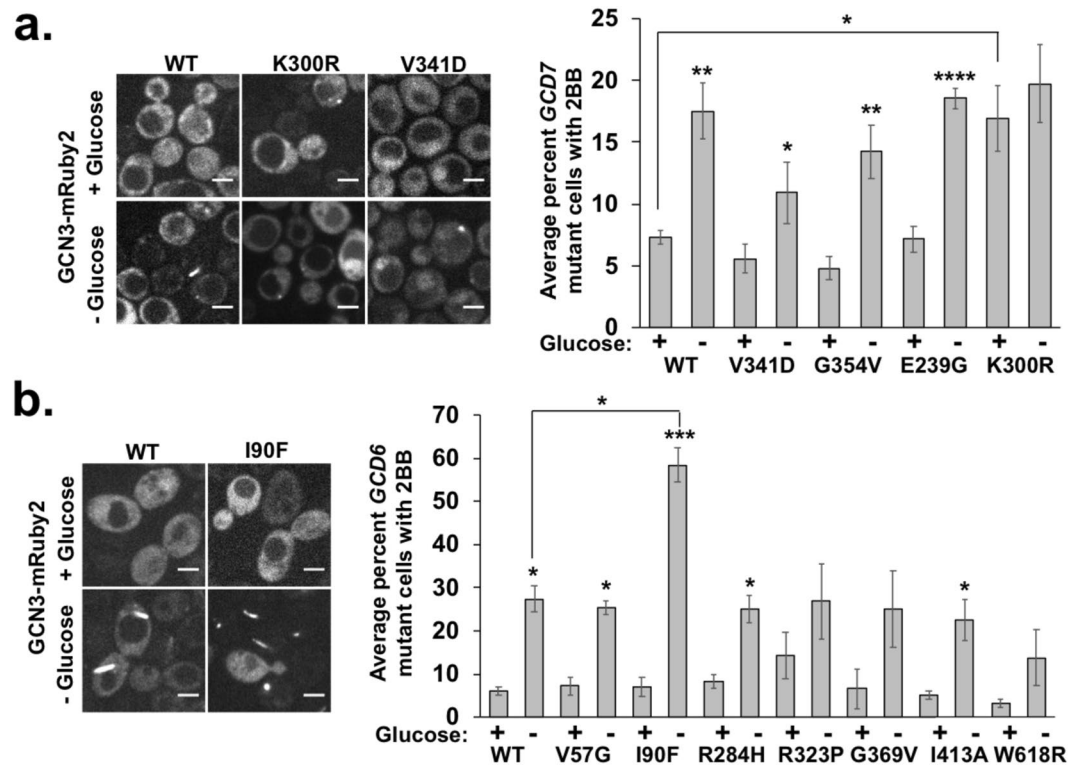 a.
WT K300R V341D
GCN3-mRuby2
+ Glucose
- Glucose
Average percent GCD7
mutant cells with 2BB
25
20
15
10
5
0
*
** * ** ****
Glucose: + - + - + - + - + -
WT V341D G354V E239G K300R
b.
WT I90F
GCN3-mRuby2
+ Glucose
- Glucose
Average percent GCD6
mutant cells with 2BB
70
60
50
40
30
20
10
0
*
* * *** * *
Glucose: + - + - + - + - + - + - + - + -
WT V57G I90F R284H R323P G369V I413A W618R